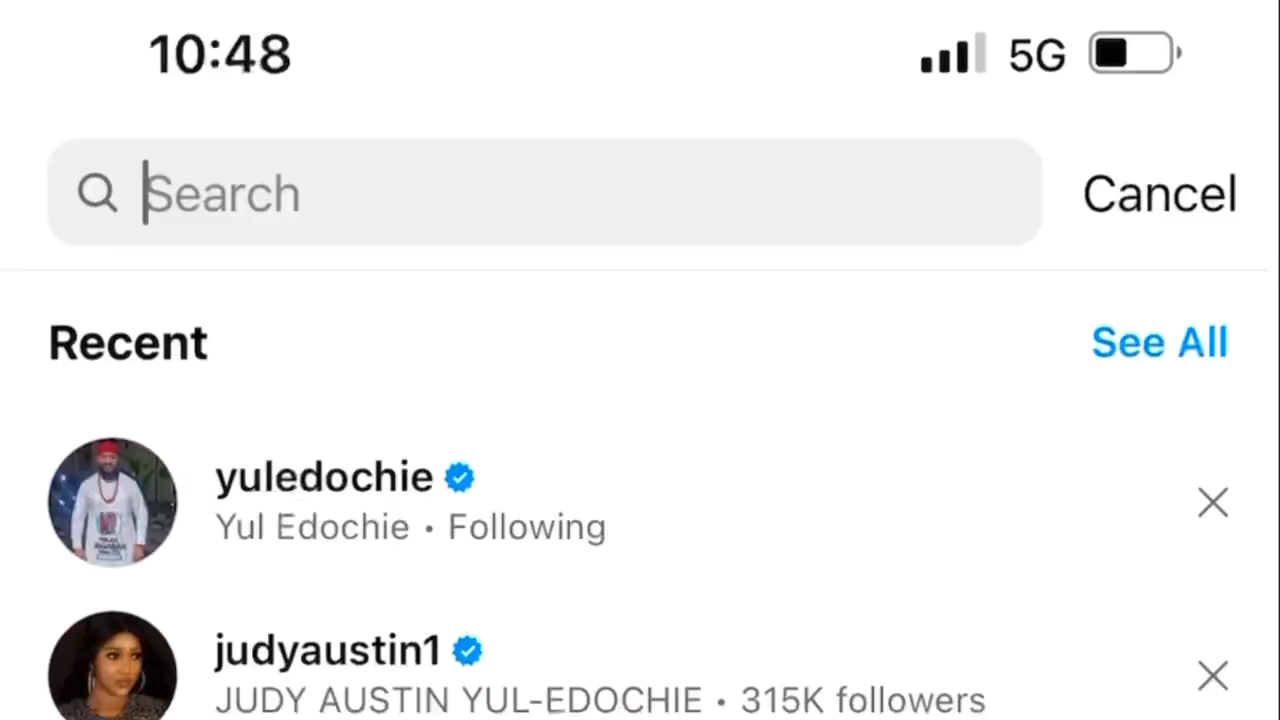 10:48 5G
Search Cancel
Recent See All
yuledochie
Yul Edochie • Following
judyaustin1
JUDY AUSTIN YUL-EDOCHIE • 315K followers